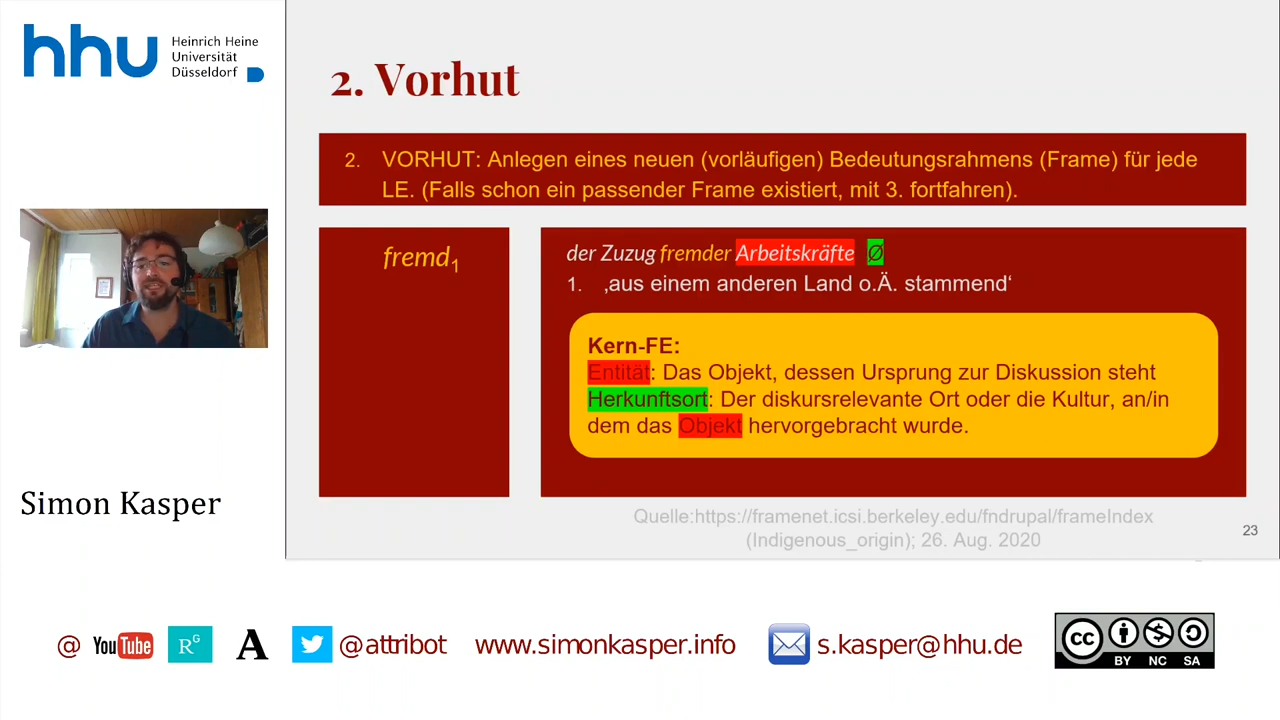 hhu Heinrich Heine
Universität
Düsseldorf
2. Vorhut
2. VORHUT: Anlegen eines neuen (vorläufigen) Bedeutungsrahmens (Frame) für jede
LE. (Falls schon ein passender Frame existiert, mit 3. fortfahren).
fremd1
der Zuzug fremder Arbeitskräfte Ø
1. ‚aus einem anderen Land o.Ä. stammend‘
Kern-FE:
Entität: Das Objekt, dessen Ursprung zur Diskussion steht
Herkunftsort: Der diskursrelevante Ort oder die Kultur, an/in
dem das Objekt hervorgebracht wurde.
Quelle:https://framenet.icsi.berkeley.edu/fndrupal/frameIndex
(Indigenous_origin); 26. Aug. 2020
23
Simon Kasper
@ YouTube RG A @attribot www.simonkasper.info s.kasper@hhu.de cc BY NC SA